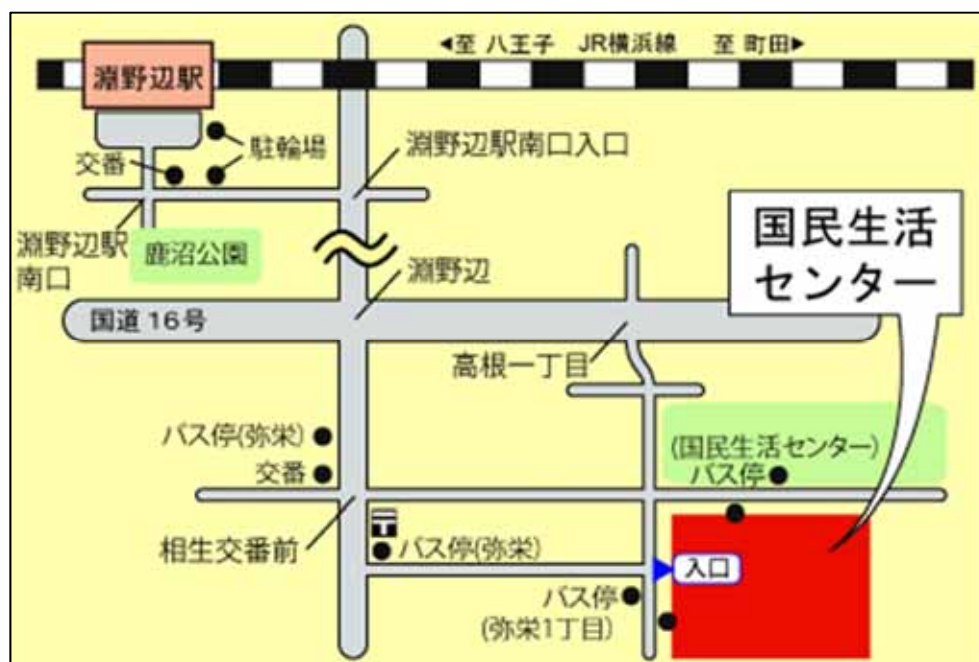 ◀至 八王子 JR横浜線 至 町田▶
淵野辺駅
駐輪場
交番
淵野辺駅南口入口
淵野辺駅
南口
鹿沼公園
国民生活
センター
淵野辺
国道16号
高根一丁目
バス停(弥栄)
交番
(国民生活センター)
バス停
相生交番前
バス停(弥栄)
入口
バス停
(弥栄1丁目)